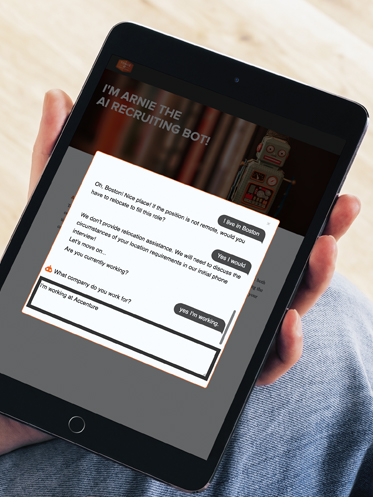 I'M ARNIE THE
AI RECRUITING BOT!
I live in Boston
Oh, Boston! Nice place! If the position is not remote, would you
have to relocate to fill this role?
Yes I would
We don't provide relocation assistance. We will need to discuss the
circumstances of your location requirements in our initial phone
interview!
Let's move on...
Are you currently working?
yes I'm working.
What company do you work for?
I'm working at Accenture